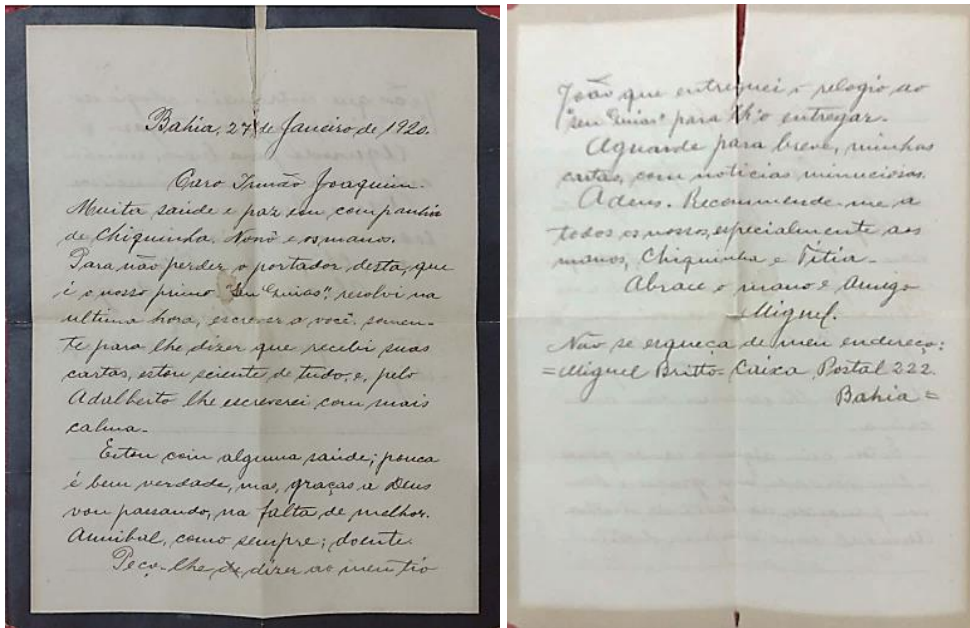 Bahia, 27 de Janeiro de 1920.
Caro Irmão Joaquim.
Muita saúde e paz em companhia
de Chiquinha. Nonô e os manos.
Para não perder o portador desta, que
é o nosso primo "seu Enéias", resolvi na
ultima hora, escrever a você somen-
te para lhe dizer que recebi suas
cartas, estou sciente de tudo, e, pelo
Adalberto lhe escreverei com mais
calma.
Estou com alguma saúde; pouca
é bem verdade, mas, graças a Deus
vou passando, na falta de melhor.
Annibal, como sempre; doente.
Peço-lhe de dizer ao meu tio
João que entreguei o relogio ao
"seu Enéias" para lh'o entregar.
Aguarde para breve, minhas
cartas, com noticias minuciosas.
Adeus. Recommende-me a
todos os nossos, especialmente aos
manos, Chiquinha e Titia.
Abrace o mano e amigo
Miguel.
Não se esqueça de meu endereço:
=Miguel Britto= Caixa Postal 222.
Bahia =